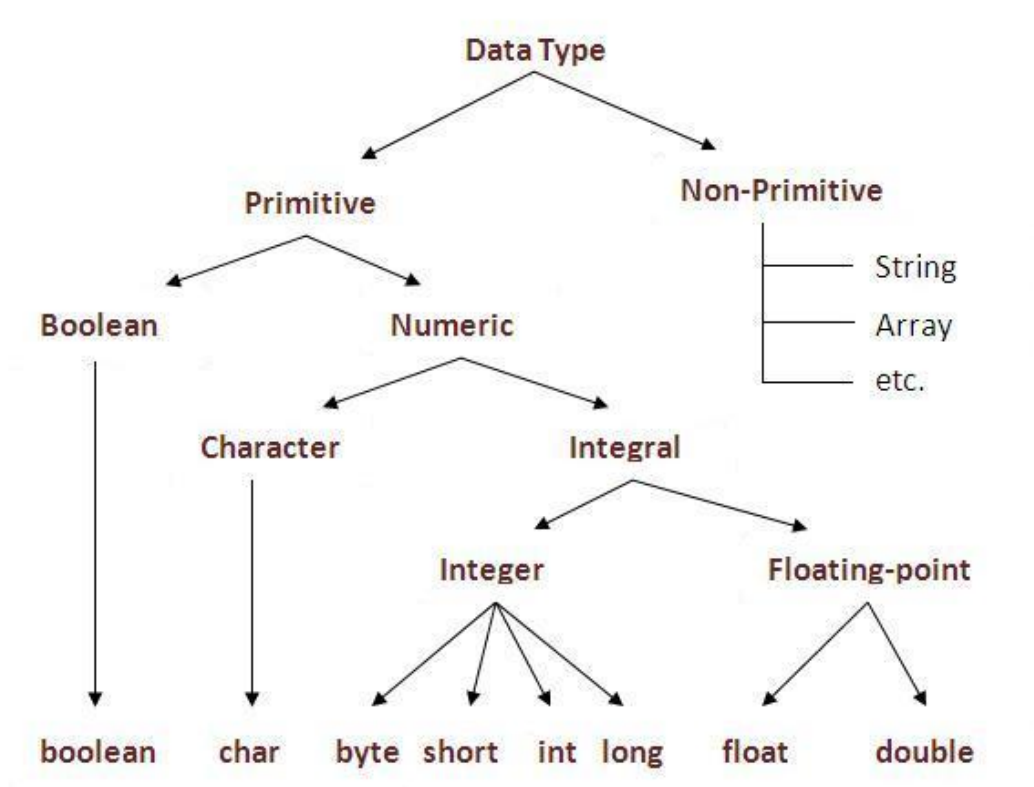 Data Type
Primitive
Non-Primitive
String
Array
etc.
Boolean
Numeric
Character
Integral
Integer
Floating-point
boolean
char
byte
short
int
long
float
double